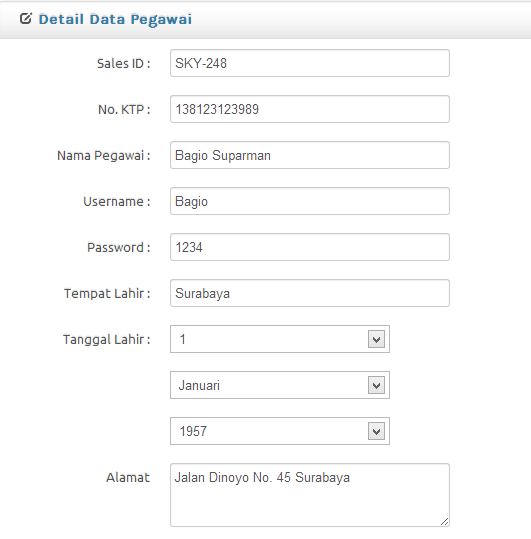 Detail Data Pegawai
Sales ID : SKY-248
No. KTP : 138123123989
Nama Pegawai : Bagio Suparman
Username : Bagio
Password : 1234
Tempat Lahir : Surabaya
Tanggal Lahir : 1
Januari
1957
Alamat Jalan Dinoyo No. 45 Surabaya